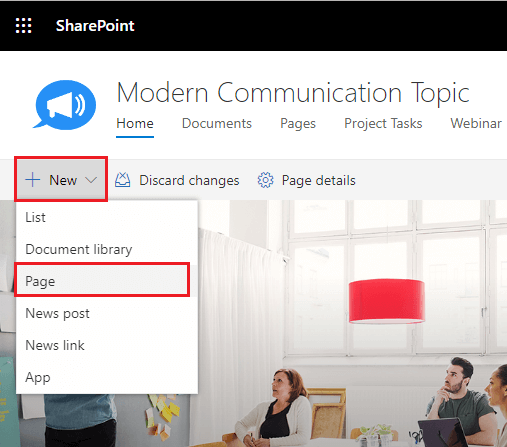 SharePoint
Modern Communication Topic
Home Documents Pages Project Tasks Webinar
New Discard changes Page details
List
Document library
Page
News post
News link
App